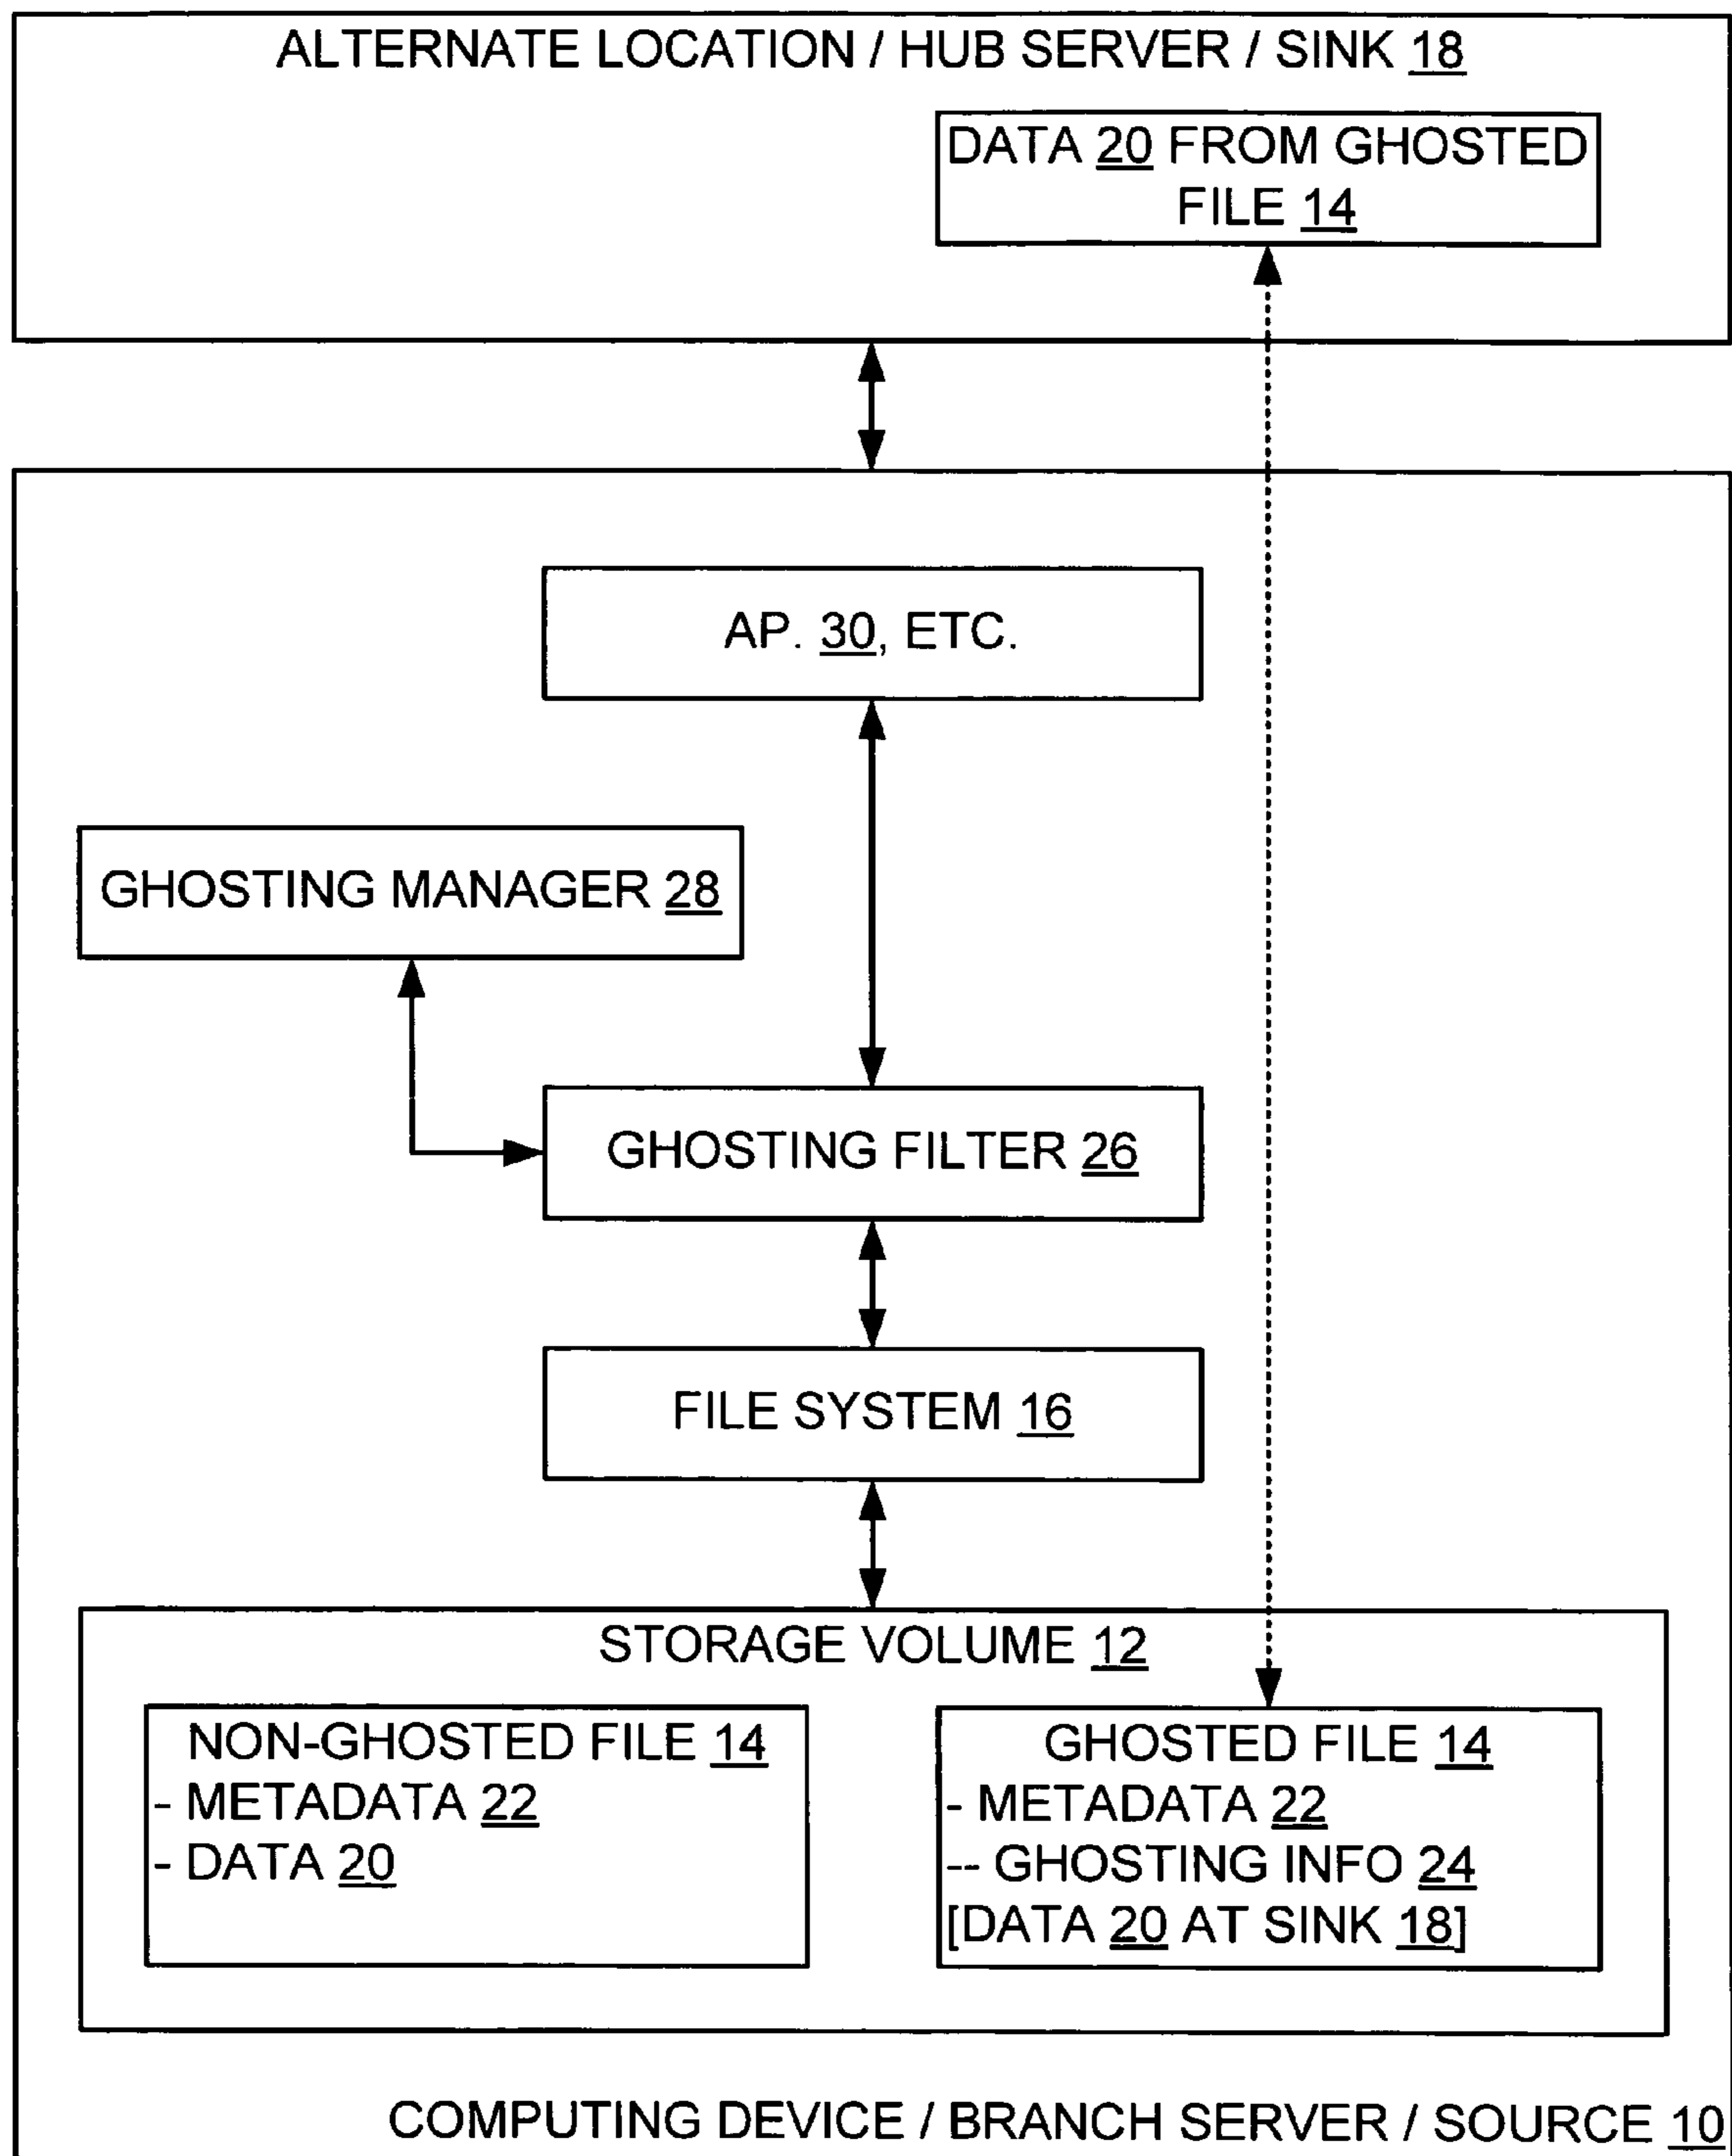 ALTERNATE LOCATION / HUB SERVER / SINK 18
DATA 20 FROM GHOSTED
FILE 14
AP. 30, ETC.
GHOSTING MANAGER 28
GHOSTING FILTER 26
FILE SYSTEM 16
STORAGE VOLUME 12
NON-GHOSTED FILE 14
- METADATA 22
- DATA 20
GHOSTED FILE 14
- METADATA 22
-- GHOSTING INFO 24
[DATA 20 AT SINK 18]
COMPUTING DEVICE / BRANCH SERVER / SOURCE 10